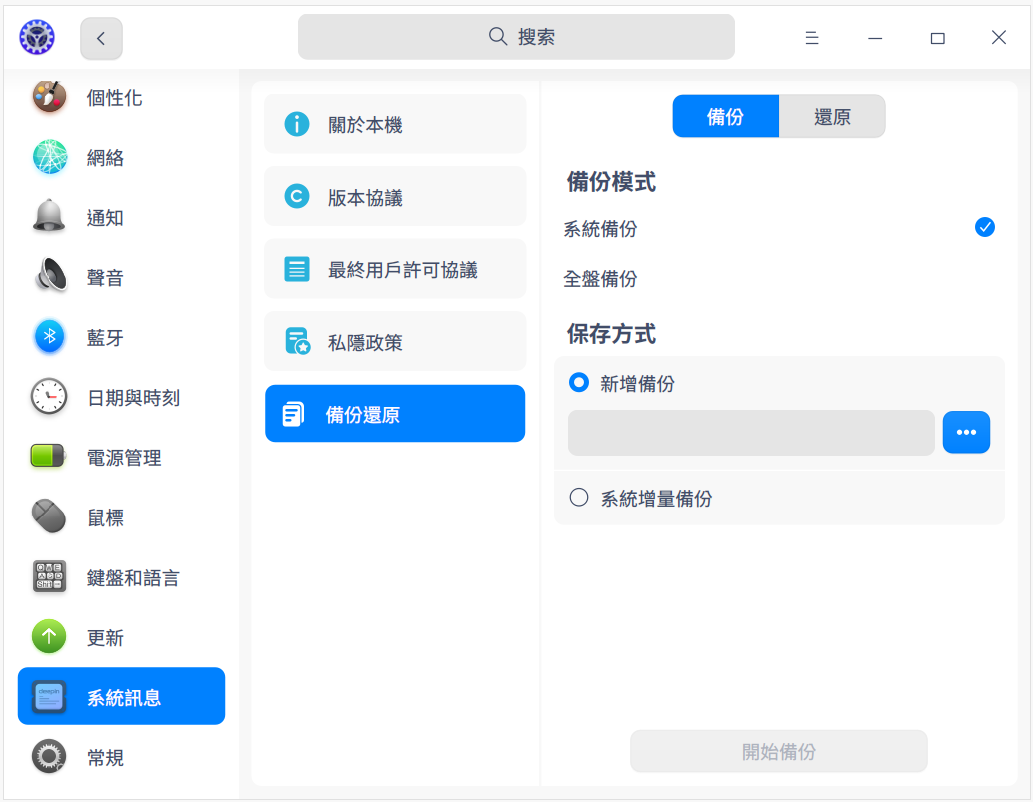 搜索
個性化
網絡
通知
聲音
藍牙
日期與時刻
電源管理
鼠標
鍵盤和語言
更新
deepin
系統訊息
常規
關於本機
版本協議
最終用戶許可協議
私隱政策
備份還原
備份
還原
備份模式
系統備份
全盤備份
保存方式
新增備份
系統增量備份
開始備份